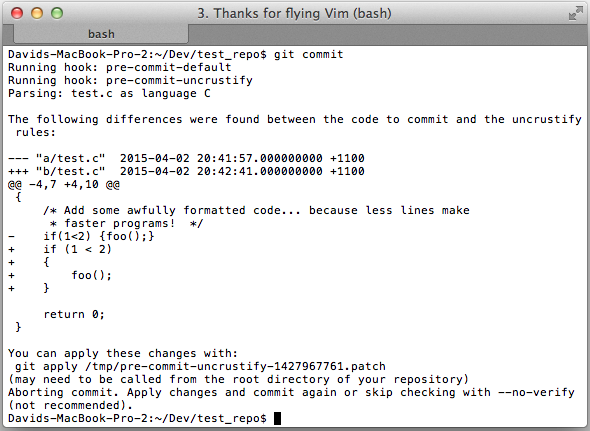 3. Thanks for flying Vim (bash)
bash
Davids-MacBook-Pro-2:~/Dev/test_repo$ git commit
Running hook: pre-commit-default
Running hook: pre-commit-uncrustify
Parsing: test.c as language C

The following differences were found between the code to commit and the uncrustify
 rules:

--- "a/test.c"  2015-04-02 20:41:57.000000000 +1100
+++ "b/test.c"  2015-04-02 20:42:41.000000000 +1100
@@ -4,7 +4,10 @@
 {
     /* Add some awfully formatted code... because less lines make
      * faster programs!  */
-    if(1<2) {foo();}
+    if (1 < 2)
+    {
+        foo();
+    }

     return 0;
 }

You can apply these changes with:
 git apply /tmp/pre-commit-uncrustify-1427967761.patch
(may need to be called from the root directory of your repository)
Aborting commit. Apply changes and commit again or skip checking with --no-verify
(not recommended).
Davids-MacBook-Pro-2:~/Dev/test_repo$